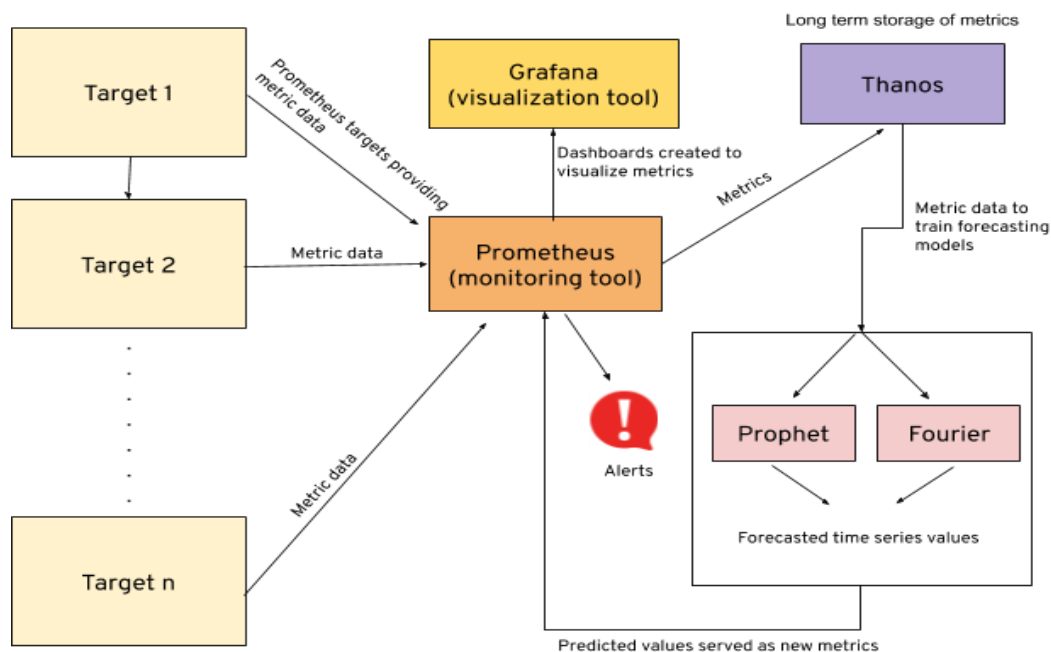 Long term storage of metrics
Target 1
Prometheus targets providing
metric data
Grafana
(visualization tool)
Thanos
Dashboards created to
visualize metrics
Metrics
Metric data to
train forecasting
models
Target 2
Metric data
Prometheus
(monitoring tool)
Prophet
Fourier
Alerts
Metric data
Forecasted time series values
Target n
Predicted values served as new metrics